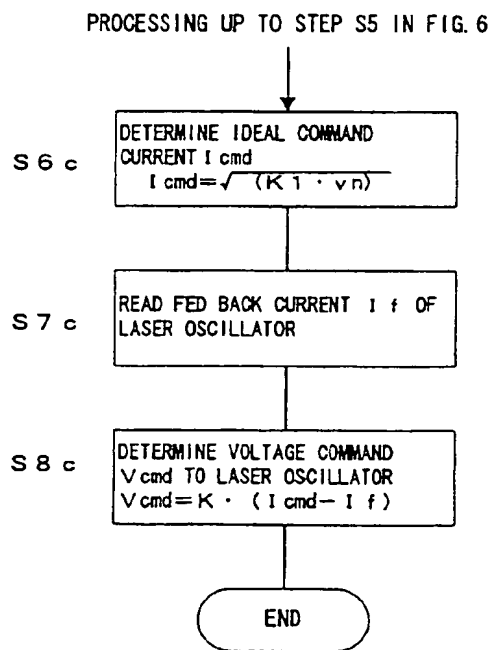 PROCESSING UP TO STEP S5 IN FIG. 6
S6c
DETERMINE IDEAL COMMAND
CURRENT I cmd
I cmd=√(K1・vn)
S7c
READ FED BACK CURRENT I f OF
LASER OSCILLATOR
S8c
DETERMINE VOLTAGE COMMAND
V cmd TO LASER OSCILLATOR
V cmd=K・(I cmd−I f)
END